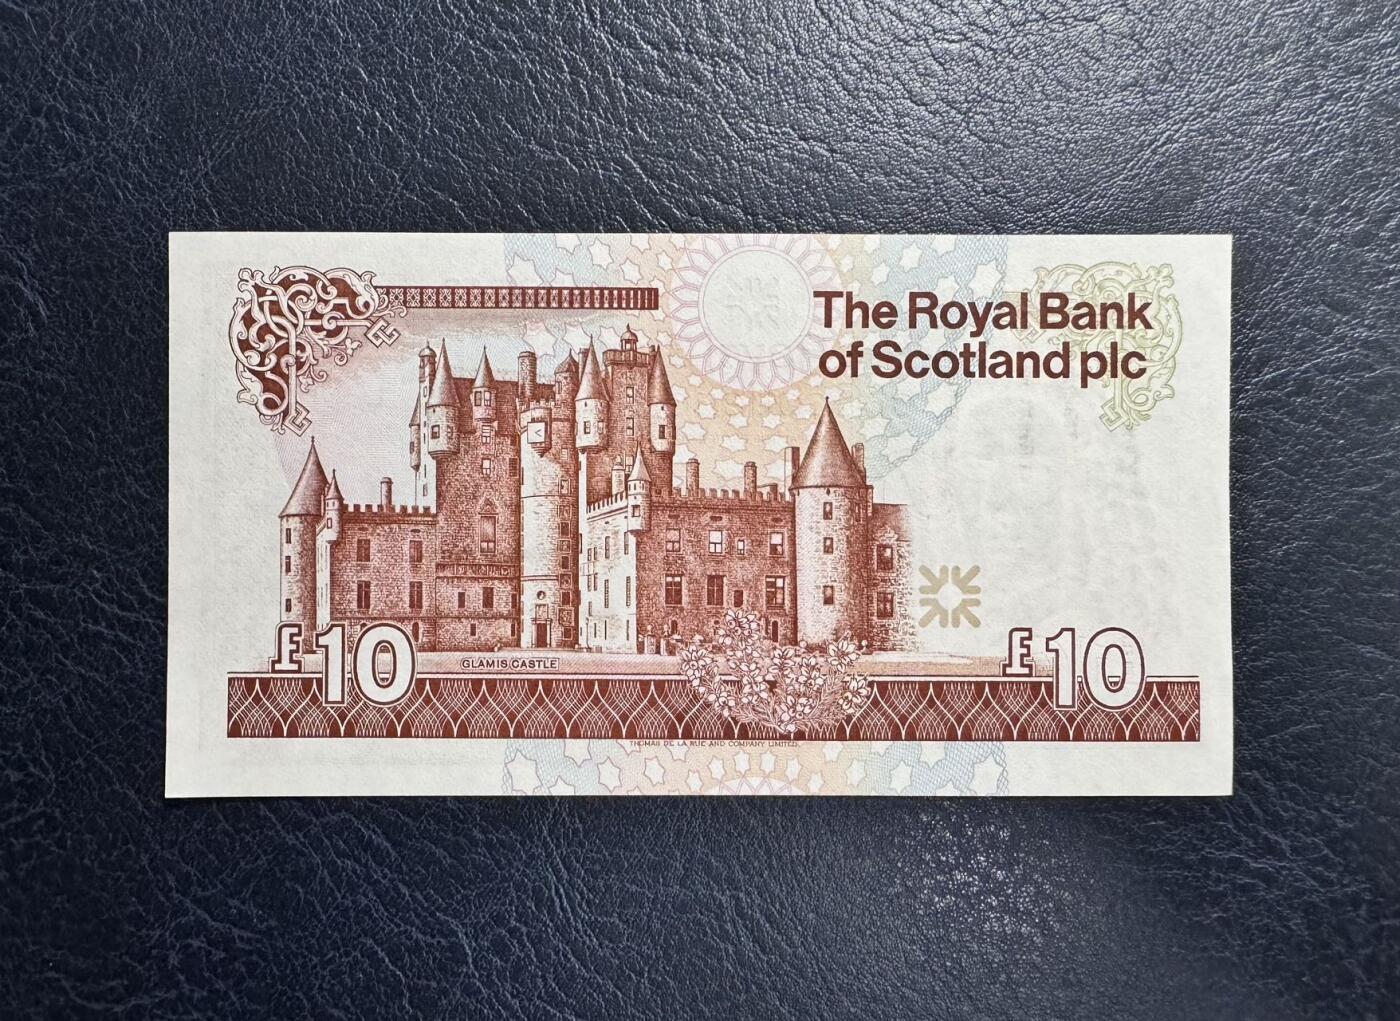 The Royal Bank
of Scotland plc
£10
GLAMIS CASTLE
£10
THOMAS DE LA RUE AND COMPANY LIMITED.